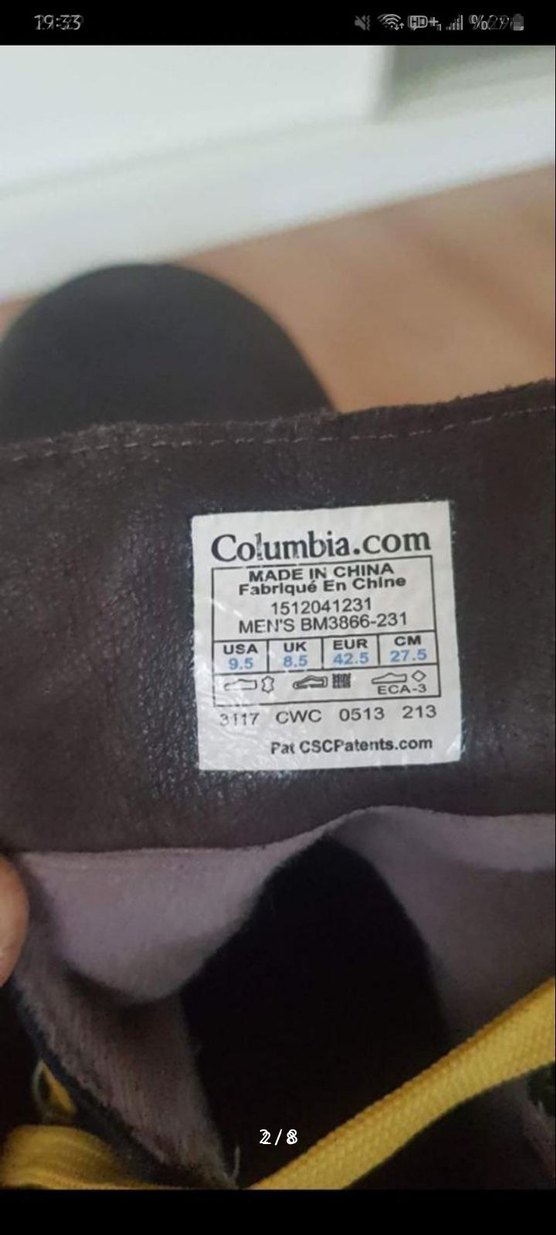 19:33
HD+
Columbia.com
MADE IN CHINA
Fabriqué En Chine
1512041231
MEN'S BM3866-231
USA UK EUR CM
9.5 8.5 42.5 27.5
ECA-3
3117 CWC 0513 213
Pat CSCPatents.com
2/8